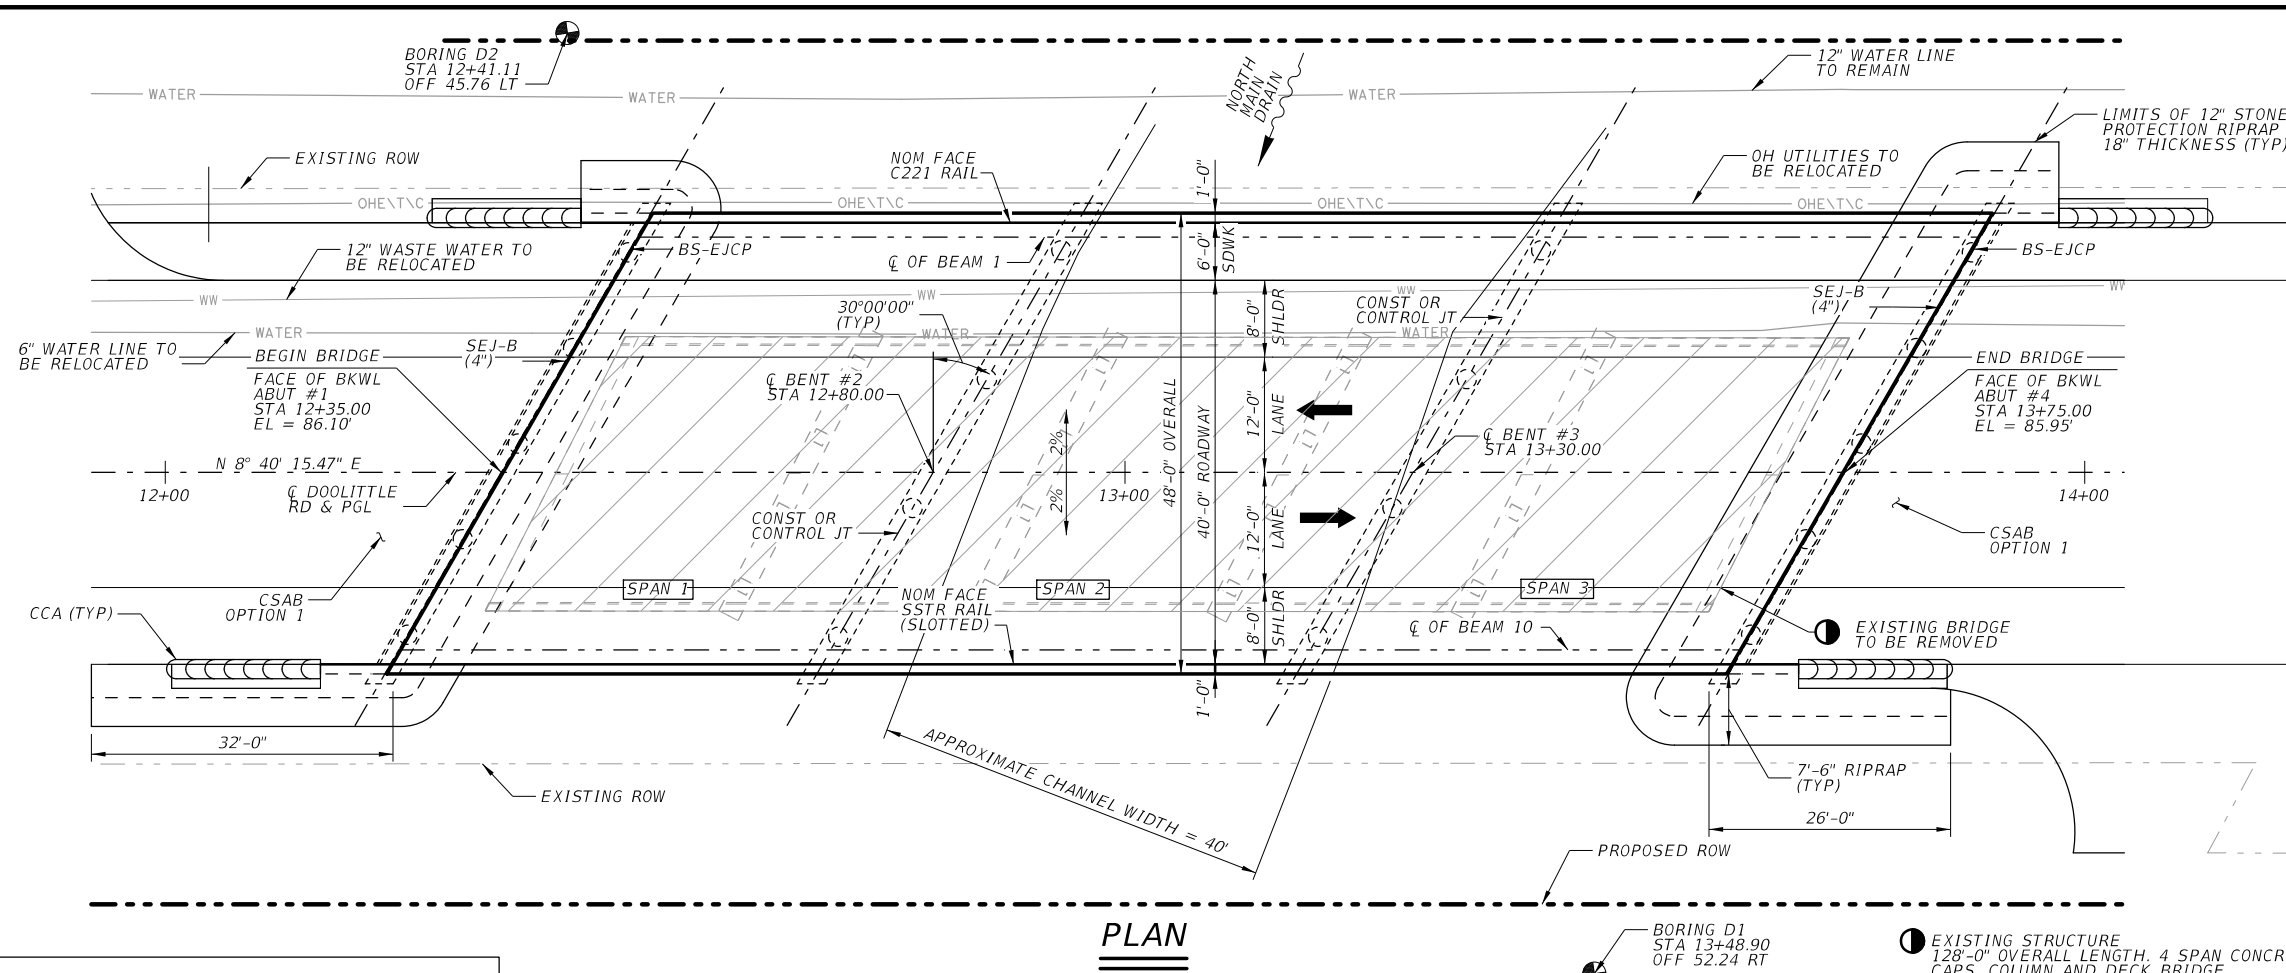 BORING D2
STA 12+41.11
OFF 45.76 LT
NORTH
MAIN
DRAIN
12" WATER LINE
TO REMAIN
WATER
WATER
WATER
LIMITS OF 12" STONE
PROTECTION RIPRAP
18" THICKNESS (TYP)
EXISTING ROW
NOM FACE
C221 RAIL
1'-0"
OH UTILITIES TO
BE RELOCATED
OHE\T\C
OHE\T\C
OHE\T\C
OHE\T\C
12" WASTE WATER TO
BE RELOCATED
BS-EJCP
℄ OF BEAM 1
6'-0"
SDWK
BS-EJCP
WW
WW
WW
WW
30°00'00"
(TYP)
8'-0"
SHLDR
CONST OR
CONTROL JT
SEJ-B
(4")
WATER
WATER
WATER
6" WATER LINE TO
BE RELOCATED
BEGIN BRIDGE
FACE OF BKWL
ABUT #1
STA 12+35.00
EL = 86.10'
SEJ-B
(4")
℄ BENT #2
STA 12+80.00
48'-0" OVERALL
40'-0" ROADWAY
12'-0"
LANE
END BRIDGE
FACE OF BKWL
ABUT #4
STA 13+75.00
EL = 85.95'
2%
2%
℄ BENT #3
STA 13+30.00
N 8° 40' 15.47" E
12+00
℄ DOOLITTLE
RD & PGL
13+00
14+00
CONST OR
CONTROL JT
12'-0"
LANE
CSAB
OPTION 1
CSAB
OPTION 1
SPAN 1
SPAN 2
SPAN 3
CCA (TYP)
NOM FACE
SSTR RAIL
(SLOTTED)
8'-0"
SHLDR
℄ OF BEAM 10
EXISTING BRIDGE
TO BE REMOVED
1'-0"
32'-0"
APPROXIMATE CHANNEL WIDTH = 40'
7'-6" RIPRAP
(TYP)
EXISTING ROW
26'-0"
PROPOSED ROW
PLAN
BORING D1
STA 13+48.90
OFF 52.24 RT
EXISTING STRUCTURE
128'-0" OVERALL LENGTH. 4 SPAN CONCR
CAPS, COLUMN AND DECK BRIDGE